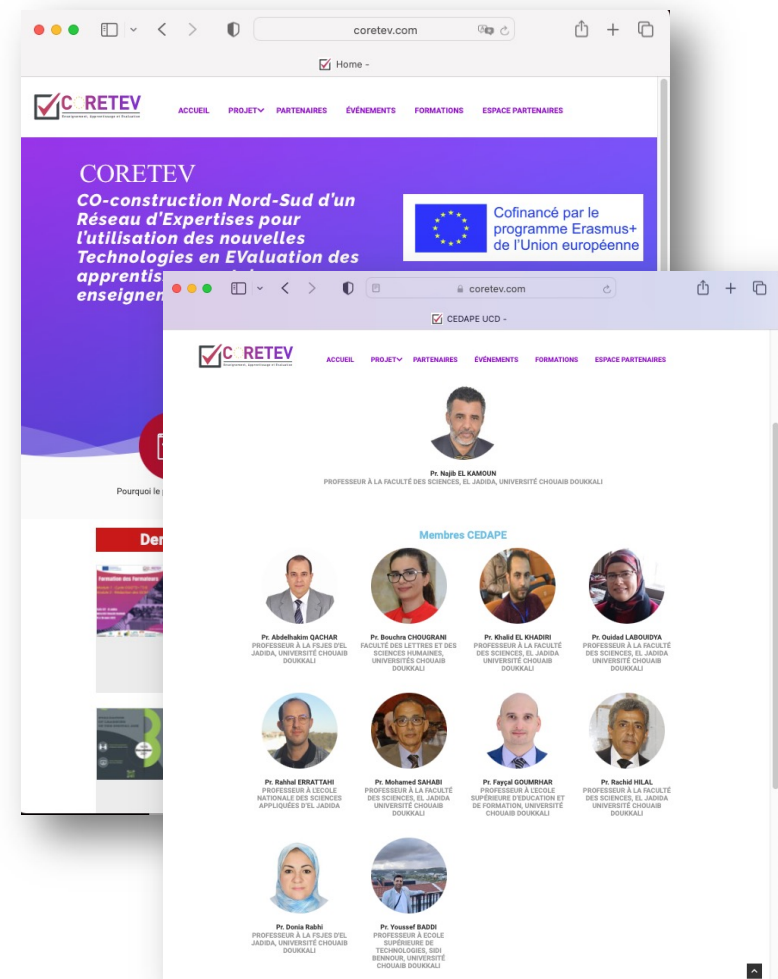 coretev.com
Home -
CORETEV
ACCUEIL PROJET PARTENAIRES ÉVÉNEMENTS FORMATIONS ESPACE PARTENAIRES
CORETEV
CO-construction Nord-Sud d'un
Réseau d'Expertises pour
l'utilisation des nouvelles
Technologies en EValuation des
apprentis
enseignem
Cofinancé par le
programme Erasmus+
de l'Union européenne
Pourquoi le
Der
Formation des Formateurs
coretev.com
CEDAPE UCD -
CORETEV
ACCUEIL PROJET PARTENAIRES ÉVÉNEMENTS FORMATIONS ESPACE PARTENAIRES
Pr. Najib EL KAMOUN
PROFESSEUR À LA FACULTÉ DES SCIENCES, EL JADIDA, UNIVERSITÉ CHOUAIB DOUKKALI
Membres CEDAPE
Pr. Abdelhakim QACHAR
PROFESSEUR À LA FSJES D'EL
JADIDA, UNIVERSITÉ CHOUAIB
DOUKKALI
Pr. Bouchra CHOUGRANI
FACULTÉ DES LETTRES ET DES
SCIENCES HUMAINES,
UNIVERSITÉS CHOUAIB
DOUKKALI
Pr. Khalid EL KHADIRI
PROFESSEUR À LA FACULTÉ
DES SCIENCES, EL JADIDA
UNIVERSITÉ CHOUAIB
DOUKKALI
Pr. Ouidad LABOUIDYA
PROFESSEUR À LA FACULTÉ
DES SCIENCES, EL JADIDA
UNIVERSITÉ CHOUAIB
DOUKKALI
Pr. Rahhal ERRATTAHI
PROFESSEUR À L'ECOLE
NATIONALE DES SCIENCES
APPLIQUÉES D'EL JADIDA
Pr. Mohamed SAHABI
PROFESSEUR À LA FACULTÉ
DES SCIENCES, EL JADIDA
UNIVERSITÉ CHOUAIB
DOUKKALI
Pr. Fayçal GOUMRHAR
PROFESSEUR À L'ECOLE
SUPÉRIEURE D'EDUCATION ET
DE FORMATION, UNIVERSITÉ
CHOUAIB DOUKKALI
Pr. Rachid HILAL
PROFESSEUR À LA FACULTÉ
DES SCIENCES, EL JADIDA
UNIVERSITÉ CHOUAIB
DOUKKALI
Pr. Donia Rabhi
PROFESSEUR À LA FSJES D'EL
JADIDA, UNIVERSITÉ CHOUAIB
DOUKKALI
Pr. Youssef BADDI
PROFESSEUR À ECOLE
SUPÉRIEURE DE
TECHNOLOGIES, SIDI
BENNOUR, UNIVERSITÉ
CHOUAIB DOUKKALI